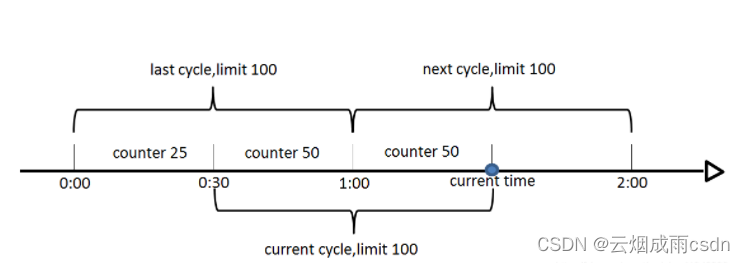 last cycle,limit 100
next cycle,limit 100
counter 25
counter 50
counter 50
0:00
0:30
1:00
current time
2:00
current cycle,limit 100
CSDN @云烟成雨csdn